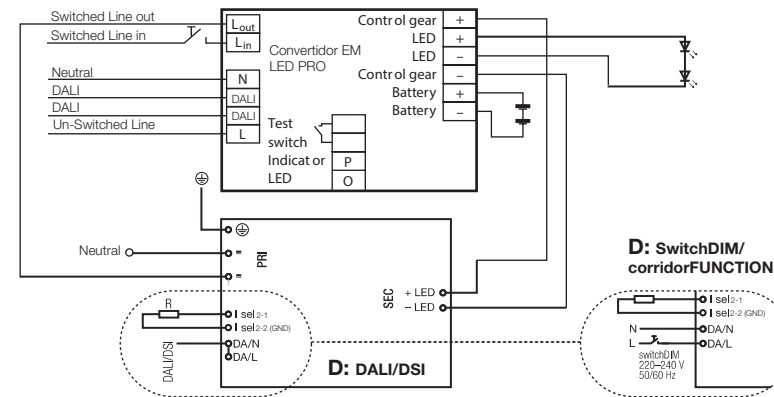 Switched Line out
Switched Line in
Neutral
DALI
DALI
Un-Switched Line
Lout
Lin
N
DALI
DALI
L
Convertidor EM
LED PRO
Test
switch
Indicat or
LED
P
O
Control gear +
LED +
LED –
Control gear –
Battery +
Battery –
Neutral
=
=
PRI
SEC
+ LED
– LED
R
I sel 2-1
I sel 2-2 (GND)
DA/N
DA/L
DALI/DSI
D: DALI/DSI
D: SwitchDIM/
corridorFUNCTION
I sel 2-1
I sel 2-2 (GND)
N
DA/N
L
DA/L
switchDIM
220–240 V
50/60 Hz